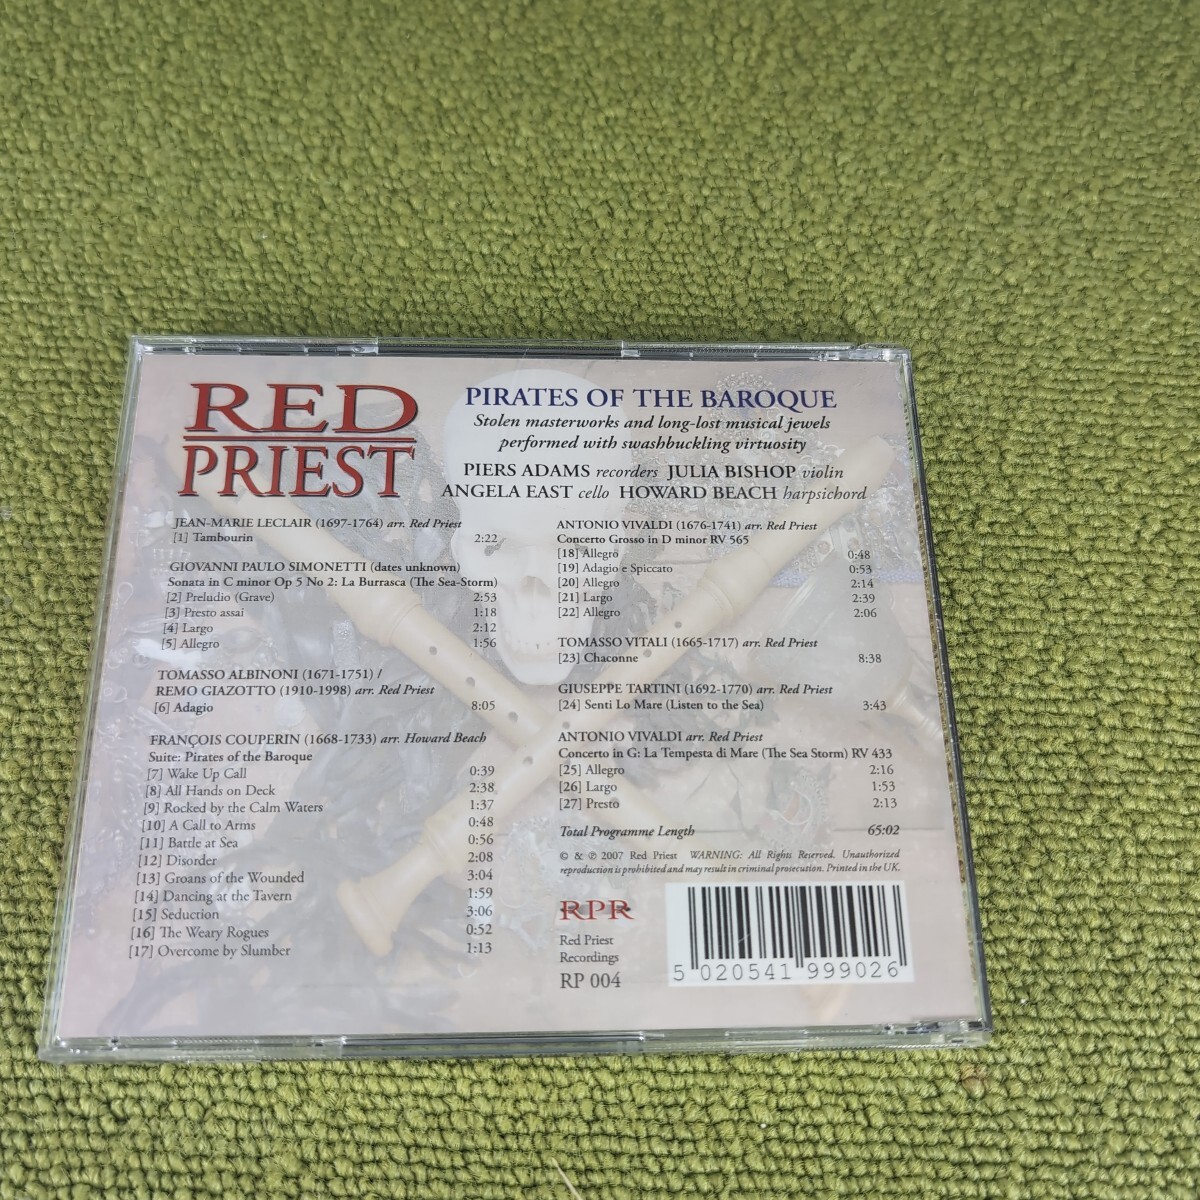 RED
PRIEST
PIRATES OF THE BAROQUE
Stolen masterworks and long-lost musical jewels
performed with swashbuckling virtuosity
PIERS ADAMS recorders JULIA BISHOP violin
ANGELA EAST cello HOWARD BEACH harpsichord
JEAN-MARIE LECLAIR (1697-1764) arr. Red Priest
[1] Tambourin 2:22
GIOVANNI PAULO SIMONETTI (dates unknown)
Sonata in C minor Op 5 No 2: La Burrasca (The Sea-Storm)
[2] Preludio (Grave) 2:53
[3] Presto assai 1:18
[4] Largo 2:12
[5] Allegro 1:56
TOMASSO ALBINONI (1671-1751) /
REMO GIAZOTTO (1910-1998) arr. Red Priest
[6] Adagio 8:05
FRANÇOIS COUPERIN (1668-1733) arr. Howard Beach
Suite: Pirates of the Baroque
[7] Wake Up Call 0:39
[8] All Hands on Deck 2:38
[9] Rocked by the Calm Waters 1:37
[10] A Call to Arms 0:48
[11] Battle at Sea 0:56
[12] Disorder 2:08
[13] Groans of the Wounded 3:04
[14] Dancing at the Tavern 1:59
[15] Seduction 3:06
[16] The Weary Rogues 0:52
[17] Overcome by Slumber 1:13
ANTONIO VIVALDI (1676-1741) arr. Red Priest
Concerto Grosso in D minor RV 565
[18] Allegro 0:48
[19] Adagio e Spiccato 0:53
[20] Allegro 2:14
[21] Largo 2:39
[22] Allegro 2:06
TOMASSO VITALI (1665-1717) arr. Red Priest
[23] Chaconne 8:38
GIUSEPPE TARTINI (1692-1770) arr. Red Priest
[24] Senti Lo Mare (Listen to the Sea) 3:43
ANTONIO VIVALDI arr. Red Priest
Concerto in G: La Tempesta di Mare (The Sea Storm) RV 433
[25] Allegro 2:16
[26] Largo 1:53
[27] Presto 2:13
Total Programme Length 65:02
© & ℗ 2007 Red Priest WARNING: All Rights Reserved. Unauthorized
reproduction is prohibited and may result in criminal prosecution. Printed in the UK.
RPR
Red Priest
Recordings
RP 004
5 020541 999026